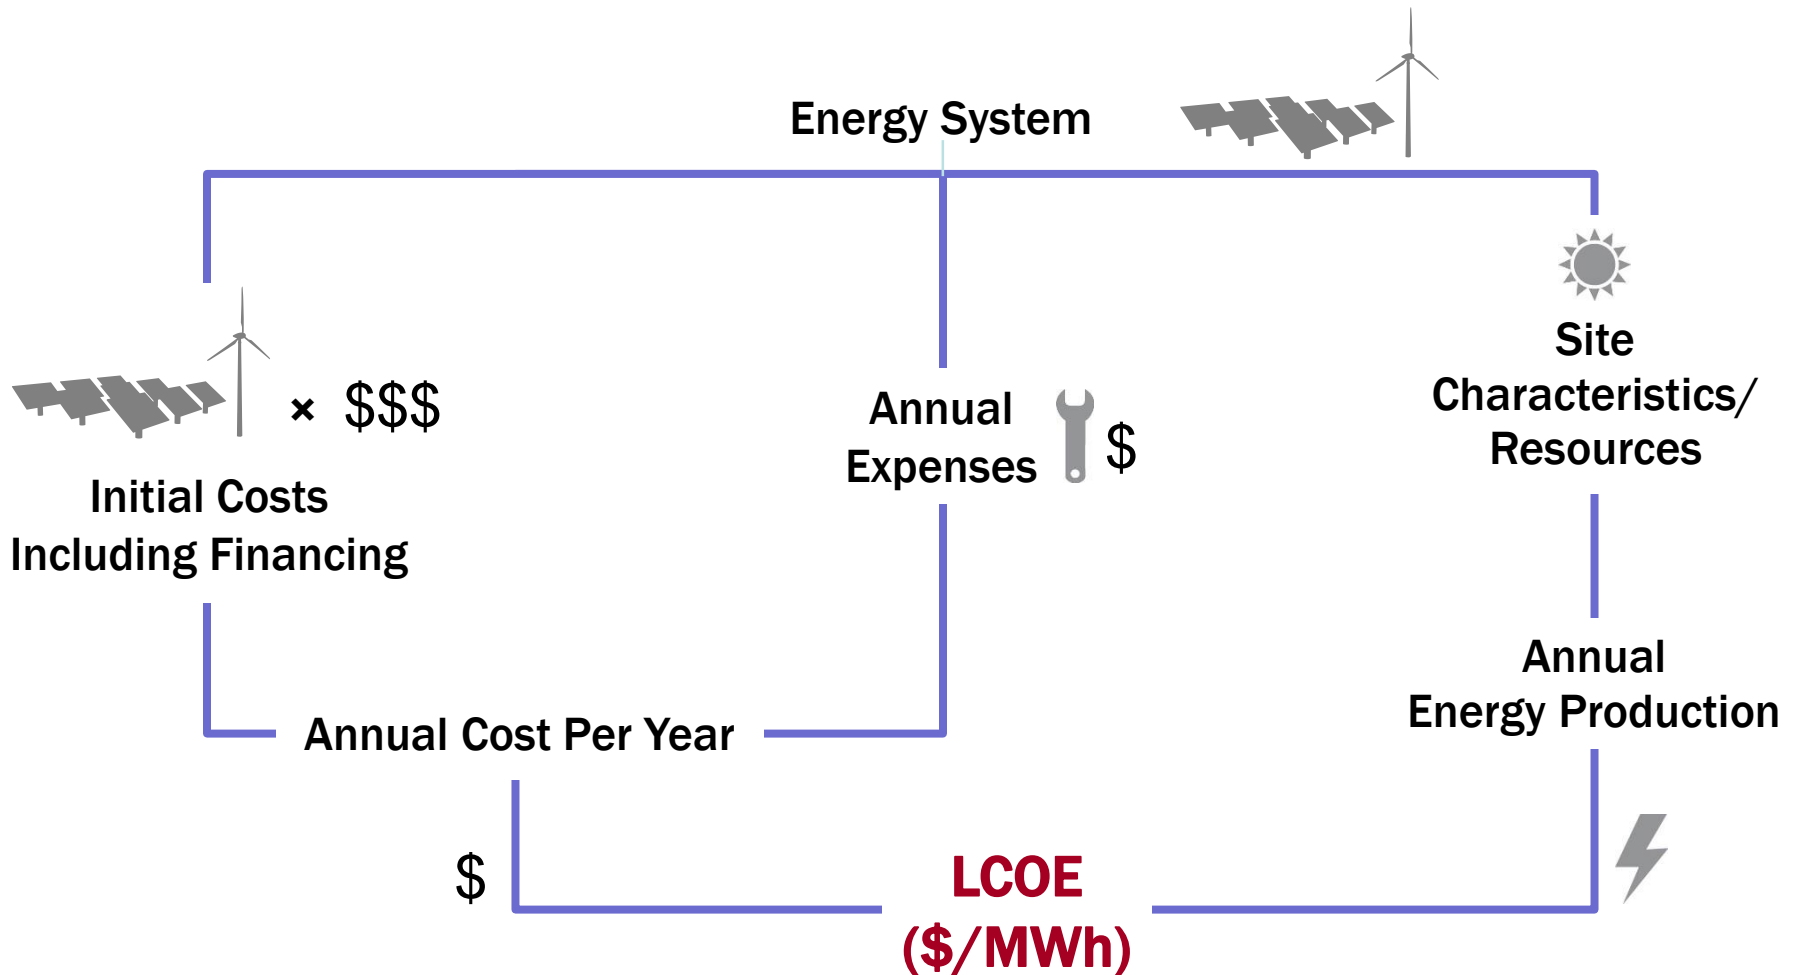 Energy System
× $$$
Initial Costs
Including Financing
Annual
Expenses
$
Site
Characteristics/
Resources
Annual Cost Per Year
Annual
Energy Production
$
LCOE
($/MWh)